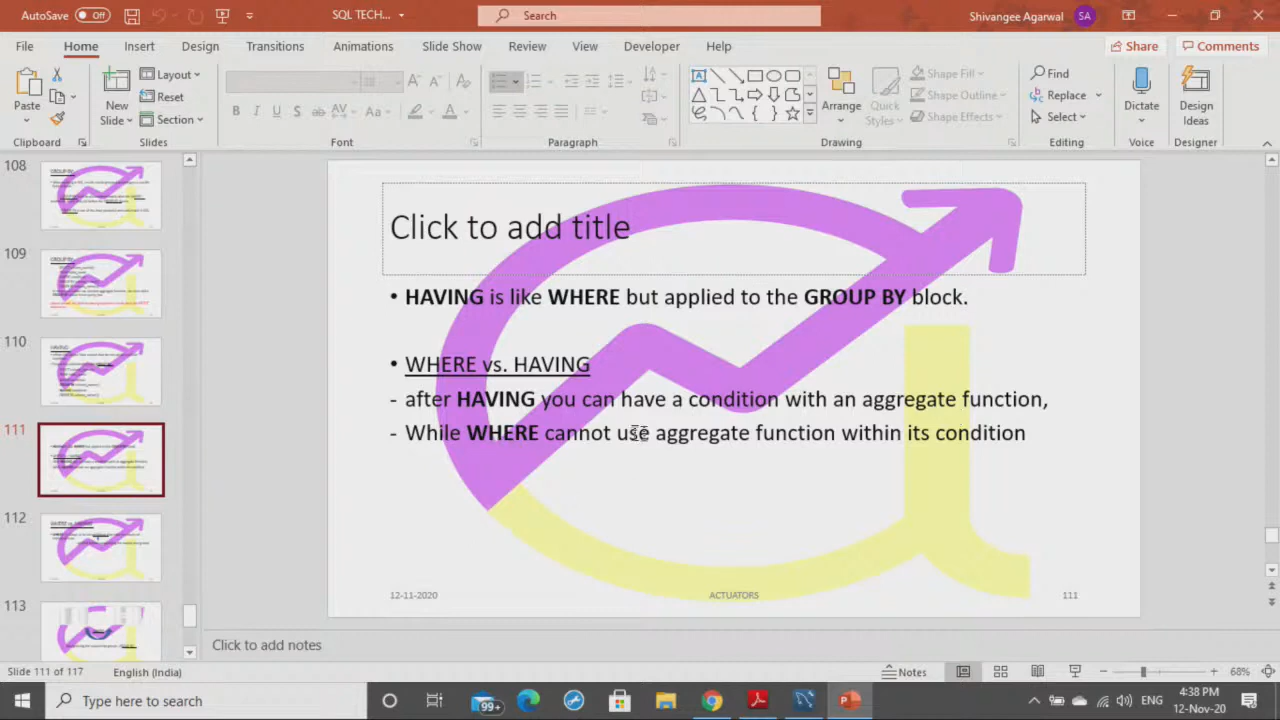 AutoSave Off SQL TECH... Search Shivangee Agarwal SA
File Home Insert Design Transitions Animations Slide Show Review View Developer Help Share Comments
Paste New Slide Layout Reset Section Arrange Quick Styles Shape Fill Shape Outline Shape Effects Find Replace Select Dictate Design Ideas
Clipboard Slides Font Paragraph Drawing Editing Voice Designer
108
109
110
111
112
113
Click to add title
• HAVING is like WHERE but applied to the GROUP BY block.
• WHERE vs. HAVING
- after HAVING you can have a condition with an aggregate function,
- While WHERE cannot use aggregate function within its condition
12-11-2020 ACTUATORS 111
Click to add notes
Slide 111 of 117 English (India) Notes 68%
Type here to search 99+ ENG 4:38 PM
12-Nov-20